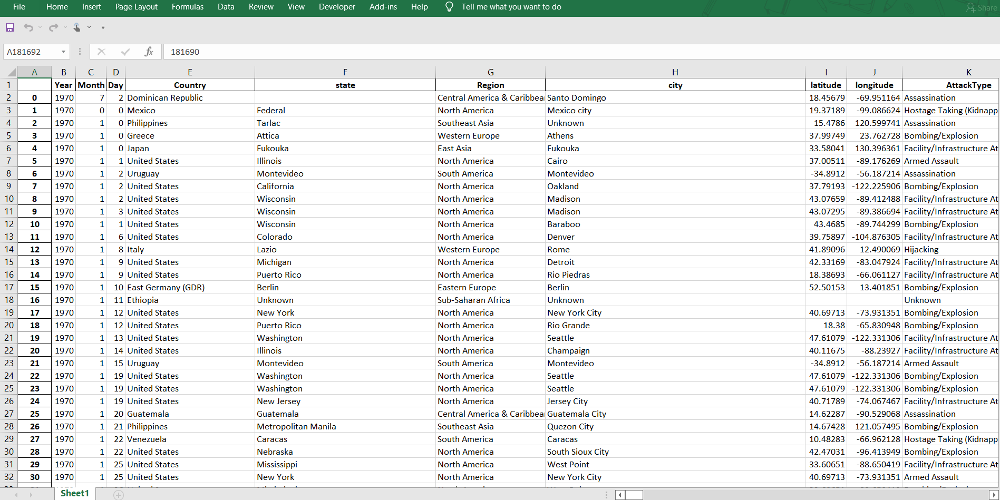 File Home Insert Page Layout Formulas Data Review View Developer Add-ins Help Tell me what you want to do Share
A181692 fx 181690
A B C D E F G H I J K
1 Year Month Day Country state Region city latitude longitude AttackType
2 0 1970 7 2 Dominican Republic Central America & Caribbea Santo Domingo 18.45679 -69.951164 Assassination
3 1 1970 0 0 Mexico Federal North America Mexico city 19.37189 -99.086624 Hostage Taking (Kidnapp
4 2 1970 1 0 Philippines Tarlac Southeast Asia Unknown 15.4786 120.599741 Assassination
5 3 1970 1 0 Greece Attica Western Europe Athens 37.99749 23.762728 Bombing/Explosion
6 4 1970 1 0 Japan Fukouka East Asia Fukouka 33.58041 130.396361 Facility/Infrastructure At
7 5 1970 1 1 United States Illinois North America Cairo 37.00511 -89.176269 Armed Assault
8 6 1970 1 2 Uruguay Montevideo South America Montevideo -34.8912 -56.187214 Assassination
9 7 1970 1 2 United States California North America Oakland 37.79193 -122.225906 Bombing/Explosion
10 8 1970 1 2 United States Wisconsin North America Madison 43.07659 -89.412488 Facility/Infrastructure At
11 9 1970 1 3 United States Wisconsin North America Madison 43.07295 -89.386694 Facility/Infrastructure At
12 10 1970 1 1 United States Wisconsin North America Baraboo 43.4685 -89.744299 Bombing/Explosion
13 11 1970 1 6 United States Colorado North America Denver 39.75897 -104.876305 Facility/Infrastructure At
14 12 1970 1 8 Italy Lazio Western Europe Rome 41.89096 12.490069 Hijacking
15 13 1970 1 9 United States Michigan North America Detroit 42.33169 -83.047924 Facility/Infrastructure At
16 14 1970 1 9 United States Puerto Rico North America Rio Piedras 18.38693 -66.061127 Facility/Infrastructure At
17 15 1970 1 10 East Germany (GDR) Berlin Eastern Europe Berlin 52.50153 13.401851 Bombing/Explosion
18 16 1970 1 11 Ethiopia Unknown Sub-Saharan Africa Unknown Unknown
19 17 1970 1 12 United States New York North America New York City 40.69713 -73.931351 Bombing/Explosion
20 18 1970 1 12 United States Puerto Rico North America Rio Grande 18.38 -65.830948 Bombing/Explosion
21 19 1970 1 13 United States Washington North America Seattle 47.61079 -122.331306 Facility/Infrastructure At
22 20 1970 1 14 United States Illinois North America Champaign 40.11675 -88.23927 Facility/Infrastructure At
23 21 1970 1 15 Uruguay Montevideo South America Montevideo -34.8912 -56.187214 Armed Assault
24 22 1970 1 19 United States Washington North America Seattle 47.61079 -122.331306 Bombing/Explosion
25 23 1970 1 19 United States Washington North America Seattle 47.61079 -122.331306 Bombing/Explosion
26 24 1970 1 19 United States New Jersey North America Jersey City 40.71789 -74.067467 Facility/Infrastructure At
27 25 1970 1 20 Guatemala Guatemala Central America & Caribbea Guatemala City 14.62287 -90.529068 Assassination
28 26 1970 1 21 Philippines Metropolitan Manila Southeast Asia Quezon City 14.67428 121.057495 Bombing/Explosion
29 27 1970 1 22 Venezuela Caracas South America Caracas 10.48283 -66.962128 Hostage Taking (Kidnapp
30 28 1970 1 22 United States Nebraska North America South Sioux City 42.47031 -96.413949 Bombing/Explosion
31 29 1970 1 25 United States Mississippi North America West Point 33.60651 -88.650419 Facility/Infrastructure At
32 30 1970 1 25 United States New York North America New York City 40.69713 -73.931351 Armed Assault
Sheet1